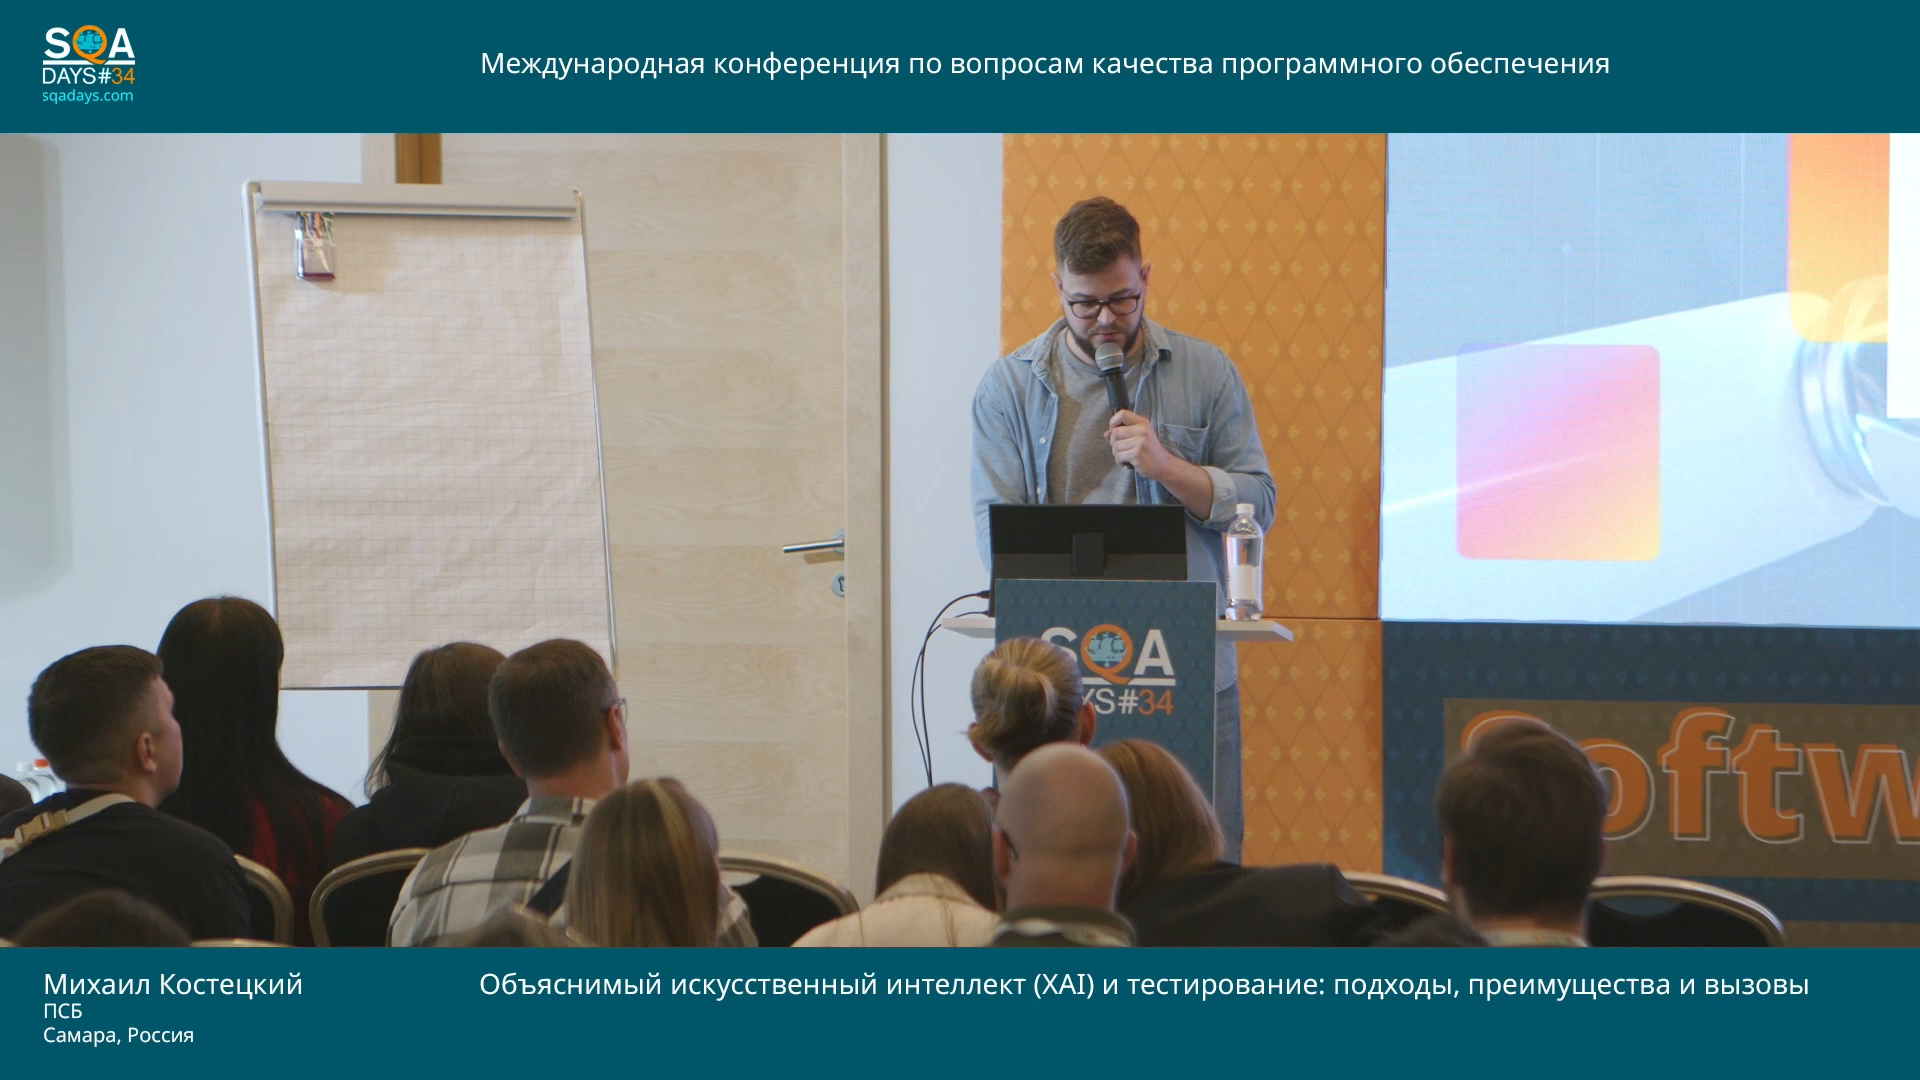 SQA
DAYS#34
sqadays.com
Международная конференция по вопросам качества программного обеспечения
SQA
YS#34
Softw
Михаил Костецкий
ПСБ
Самара, Россия
Объяснимый искусственный интеллект (XAI) и тестирование: подходы, преимущества и вызовы